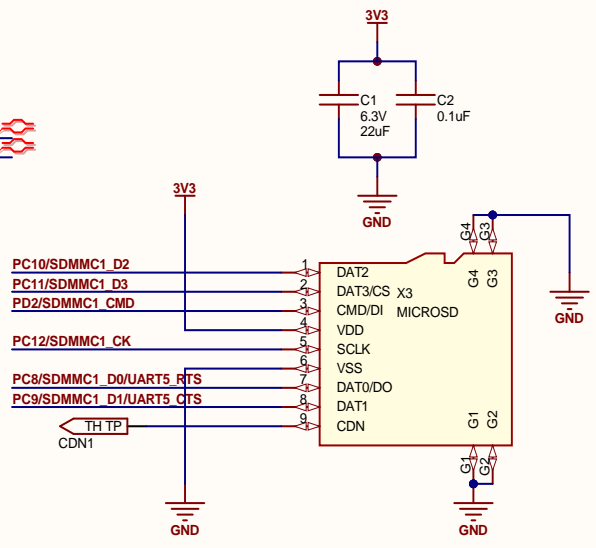 3V3
C1
6.3V
22uF
C2
0.1uF
GND
3V3
PC10/SDMMC1_D2
PC11/SDMMC1_D3
PD2/SDMMC1_CMD
PC12/SDMMC1_CK
PC8/SDMMC1_D0/UART5_RTS
PC9/SDMMC1_D1/UART5_CTS
TH TP
CDN1
GND
1
2
3
4
5
6
7
8
9
DAT2
DAT3/CS
CMD/DI
VDD
SCLK
VSS
DAT0/DO
DAT1
CDN
X3
MICROSD
G4
G3
G4
G3
GND
G1
G2
G1
G2
GND